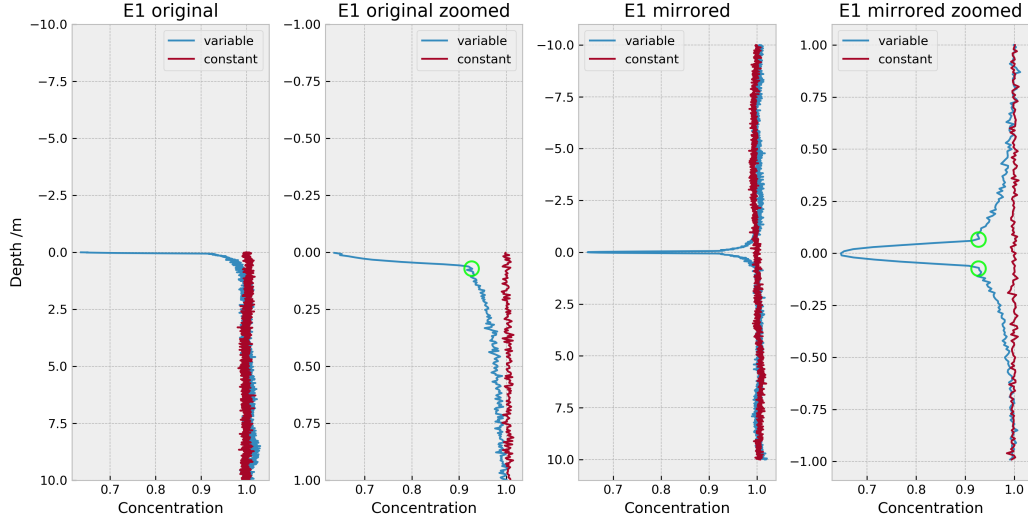 E1 original
E1 original zoomed
E1 mirrored
E1 mirrored zoomed
variable
constant
variable
constant
variable
constant
variable
constant
Depth /m
−10.0
−7.5
−5.0
−2.5
0.0
2.5
5.0
7.5
10.0
−1.00
−0.75
−0.50
−0.25
0.00
0.25
0.50
0.75
1.00
−10.0
−7.5
−5.0
−2.5
0.0
2.5
5.0
7.5
10.0
1.00
0.75
0.50
0.25
0.00
−0.25
−0.50
−0.75
−1.00
0.7 0.8 0.9 1.0
0.7 0.8 0.9 1.0
0.7 0.8 0.9 1.0
0.7 0.8 0.9 1.0
Concentration
Concentration
Concentration
Concentration